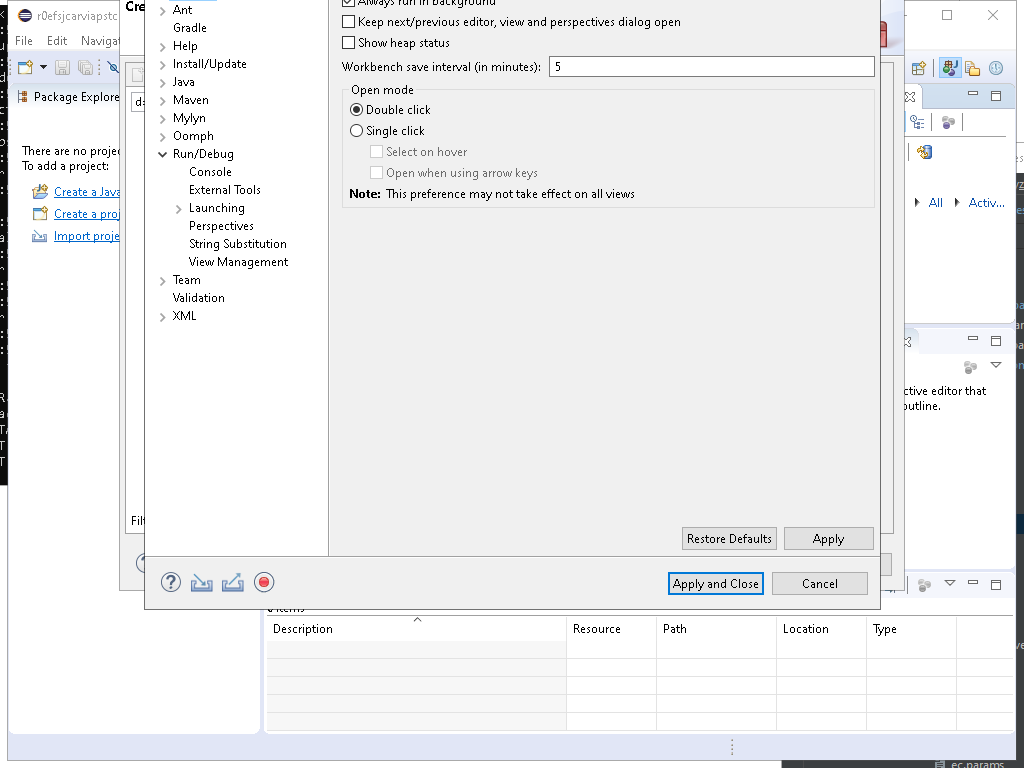 r0efsjcarviapstc
Cre
File Edit Naviga
Package Explore
There are no projec
To add a project:
Create a Java
Create a proj
Import proje
Ant
Gradle
Help
Install/Update
Java
Maven
Mylyn
Oomph
Run/Debug
Console
External Tools
Launching
Perspectives
String Substitution
View Management
Team
Validation
XML
Always run in background
Keep next/previous editor, view and perspectives dialog open
Show heap status
Workbench save interval (in minutes): 5
Open mode
Double click
Single click
Select on hover
Open when using arrow keys
Note: This preference may not take effect on all views
Restore Defaults Apply
Apply and Close Cancel
Filt
All Activ...
ctive editor that
outline.
Description Resource Path Location Type
ec.params